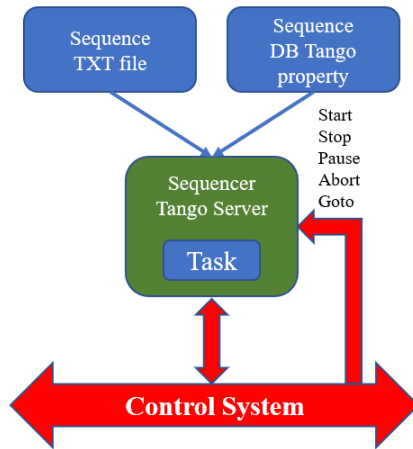 Sequence
TXT file
Sequence
DB Tango
property
Start
Stop
Pause
Abort
Goto
Sequencer
Tango Server
Task
Control System